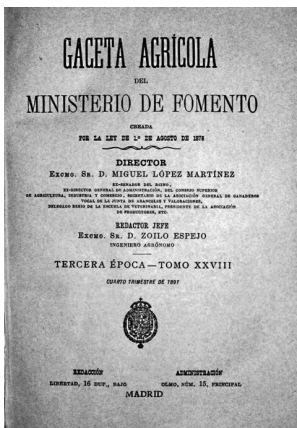 GACETA AGRÍCOLA
DEL
MINISTERIO DE FOMENTO
CREADA
POR LA LEY DE 1.º DE AGOSTO DE 1876
DIRECTOR
EXCMO. SR. D. MIGUEL LÓPEZ MARTÍNEZ
EX-SENADOR DEL REINO,
EX-DIRECTOR GENERAL DE ADMINISTRACIÓN, DEL CONSEJO SUPERIOR
DE AGRICULTURA, INDUSTRIA Y COMERCIO, PRESIDENTE DE LA ASOCIACIÓN GENERAL DE GANADEROS
VOCAL DE LA JUNTA DE ARANCELES Y VALORACIONES,
DELEGADO REGIO DE LA ESCUELA DE VETERINARIA, PRESIDENTE DE LA ASOCIACIÓN
DE PRODUCTORES, ETC.
REDACTOR JEFE
EXCMO. SR. D. ZOILO ESPEJO
INGENIERO AGRÓNOMO
TERCERA ÉPOCA—TOMO XXVIII
CUARTO TRIMESTRE DE 1891
REDACCIÓN
LIBERTAD, 16 DUP., BAJO
ADMINISTRACIÓN
OLMO, NÚM. 15, PRINCIPAL
MADRID